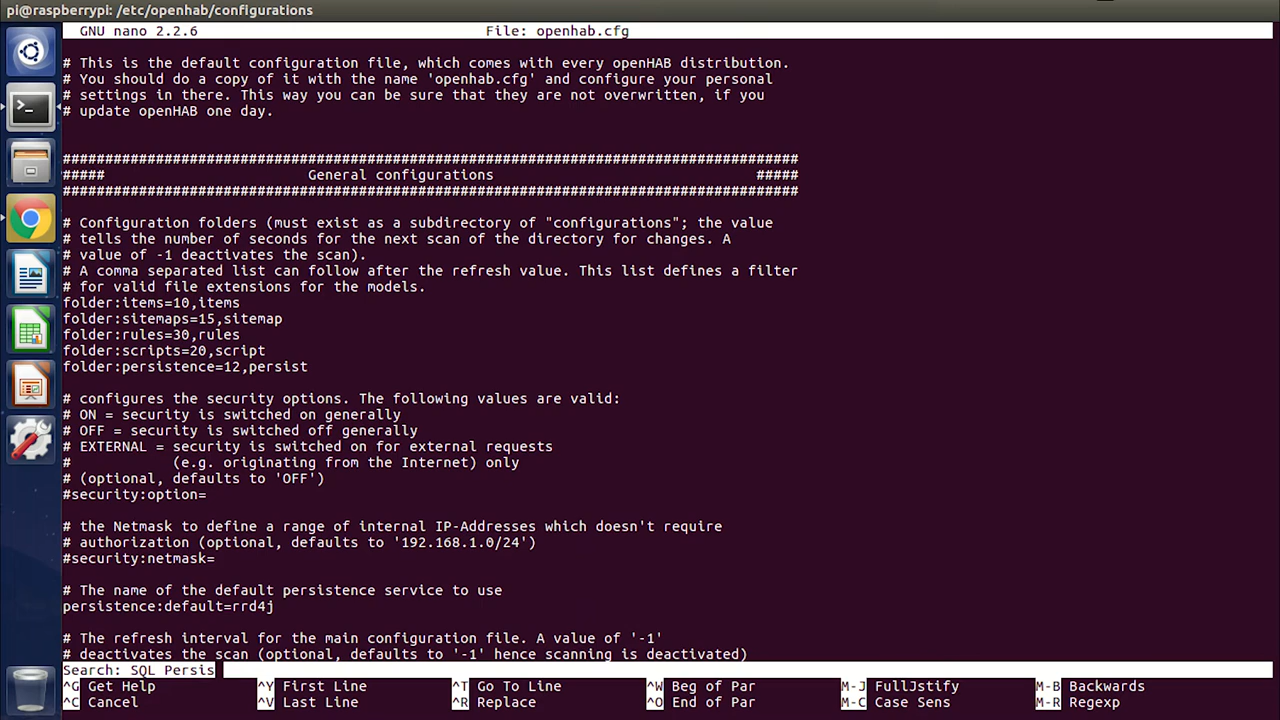 pi@raspberrypi: /etc/openhab/configurations
GNU nano 2.2.6 File: openhab.cfg
# This is the default configuration file, which comes with every openHAB distribution.
# You should do a copy of it with the name 'openhab.cfg' and configure your personal
# settings in there. This way you can be sure that they are not overwritten, if you
# update openHAB one day.
#######################################################################################
##### General configurations #####
#######################################################################################
# Configuration folders (must exist as a subdirectory of "configurations"; the value
# tells the number of seconds for the next scan of the directory for changes. A
# value of -1 deactivates the scan).
# A comma separated list can follow after the refresh value. This list defines a filter
# for valid file extensions for the models.
folder:items=10,items
folder:sitemaps=15,sitemap
folder:rules=30,rules
folder:scripts=20,script
folder:persistence=12,persist
# configures the security options. The following values are valid:
# ON = security is switched on generally
# OFF = security is switched off generally
# EXTERNAL = security is switched on for external requests
# (e.g. originating from the Internet) only
# (optional, defaults to 'OFF')
#security:option=
# the Netmask to define a range of internal IP-Addresses which doesn't require
# authorization (optional, defaults to '192.168.1.0/24')
#security:netmask=
# The name of the default persistence service to use
persistence:default=rrd4j
# The refresh interval for the main configuration file. A value of '-1'
# deactivates the scan (optional, defaults to '-1' hence scanning is deactivated)
Search: SQL Persis
^G Get Help ^Y First Line ^T Go To Line ^W Beg of Par M-J FullJstify M-B Backwards
^C Cancel ^V Last Line ^R Replace ^O End of Par M-C Case Sens M-R Regexp